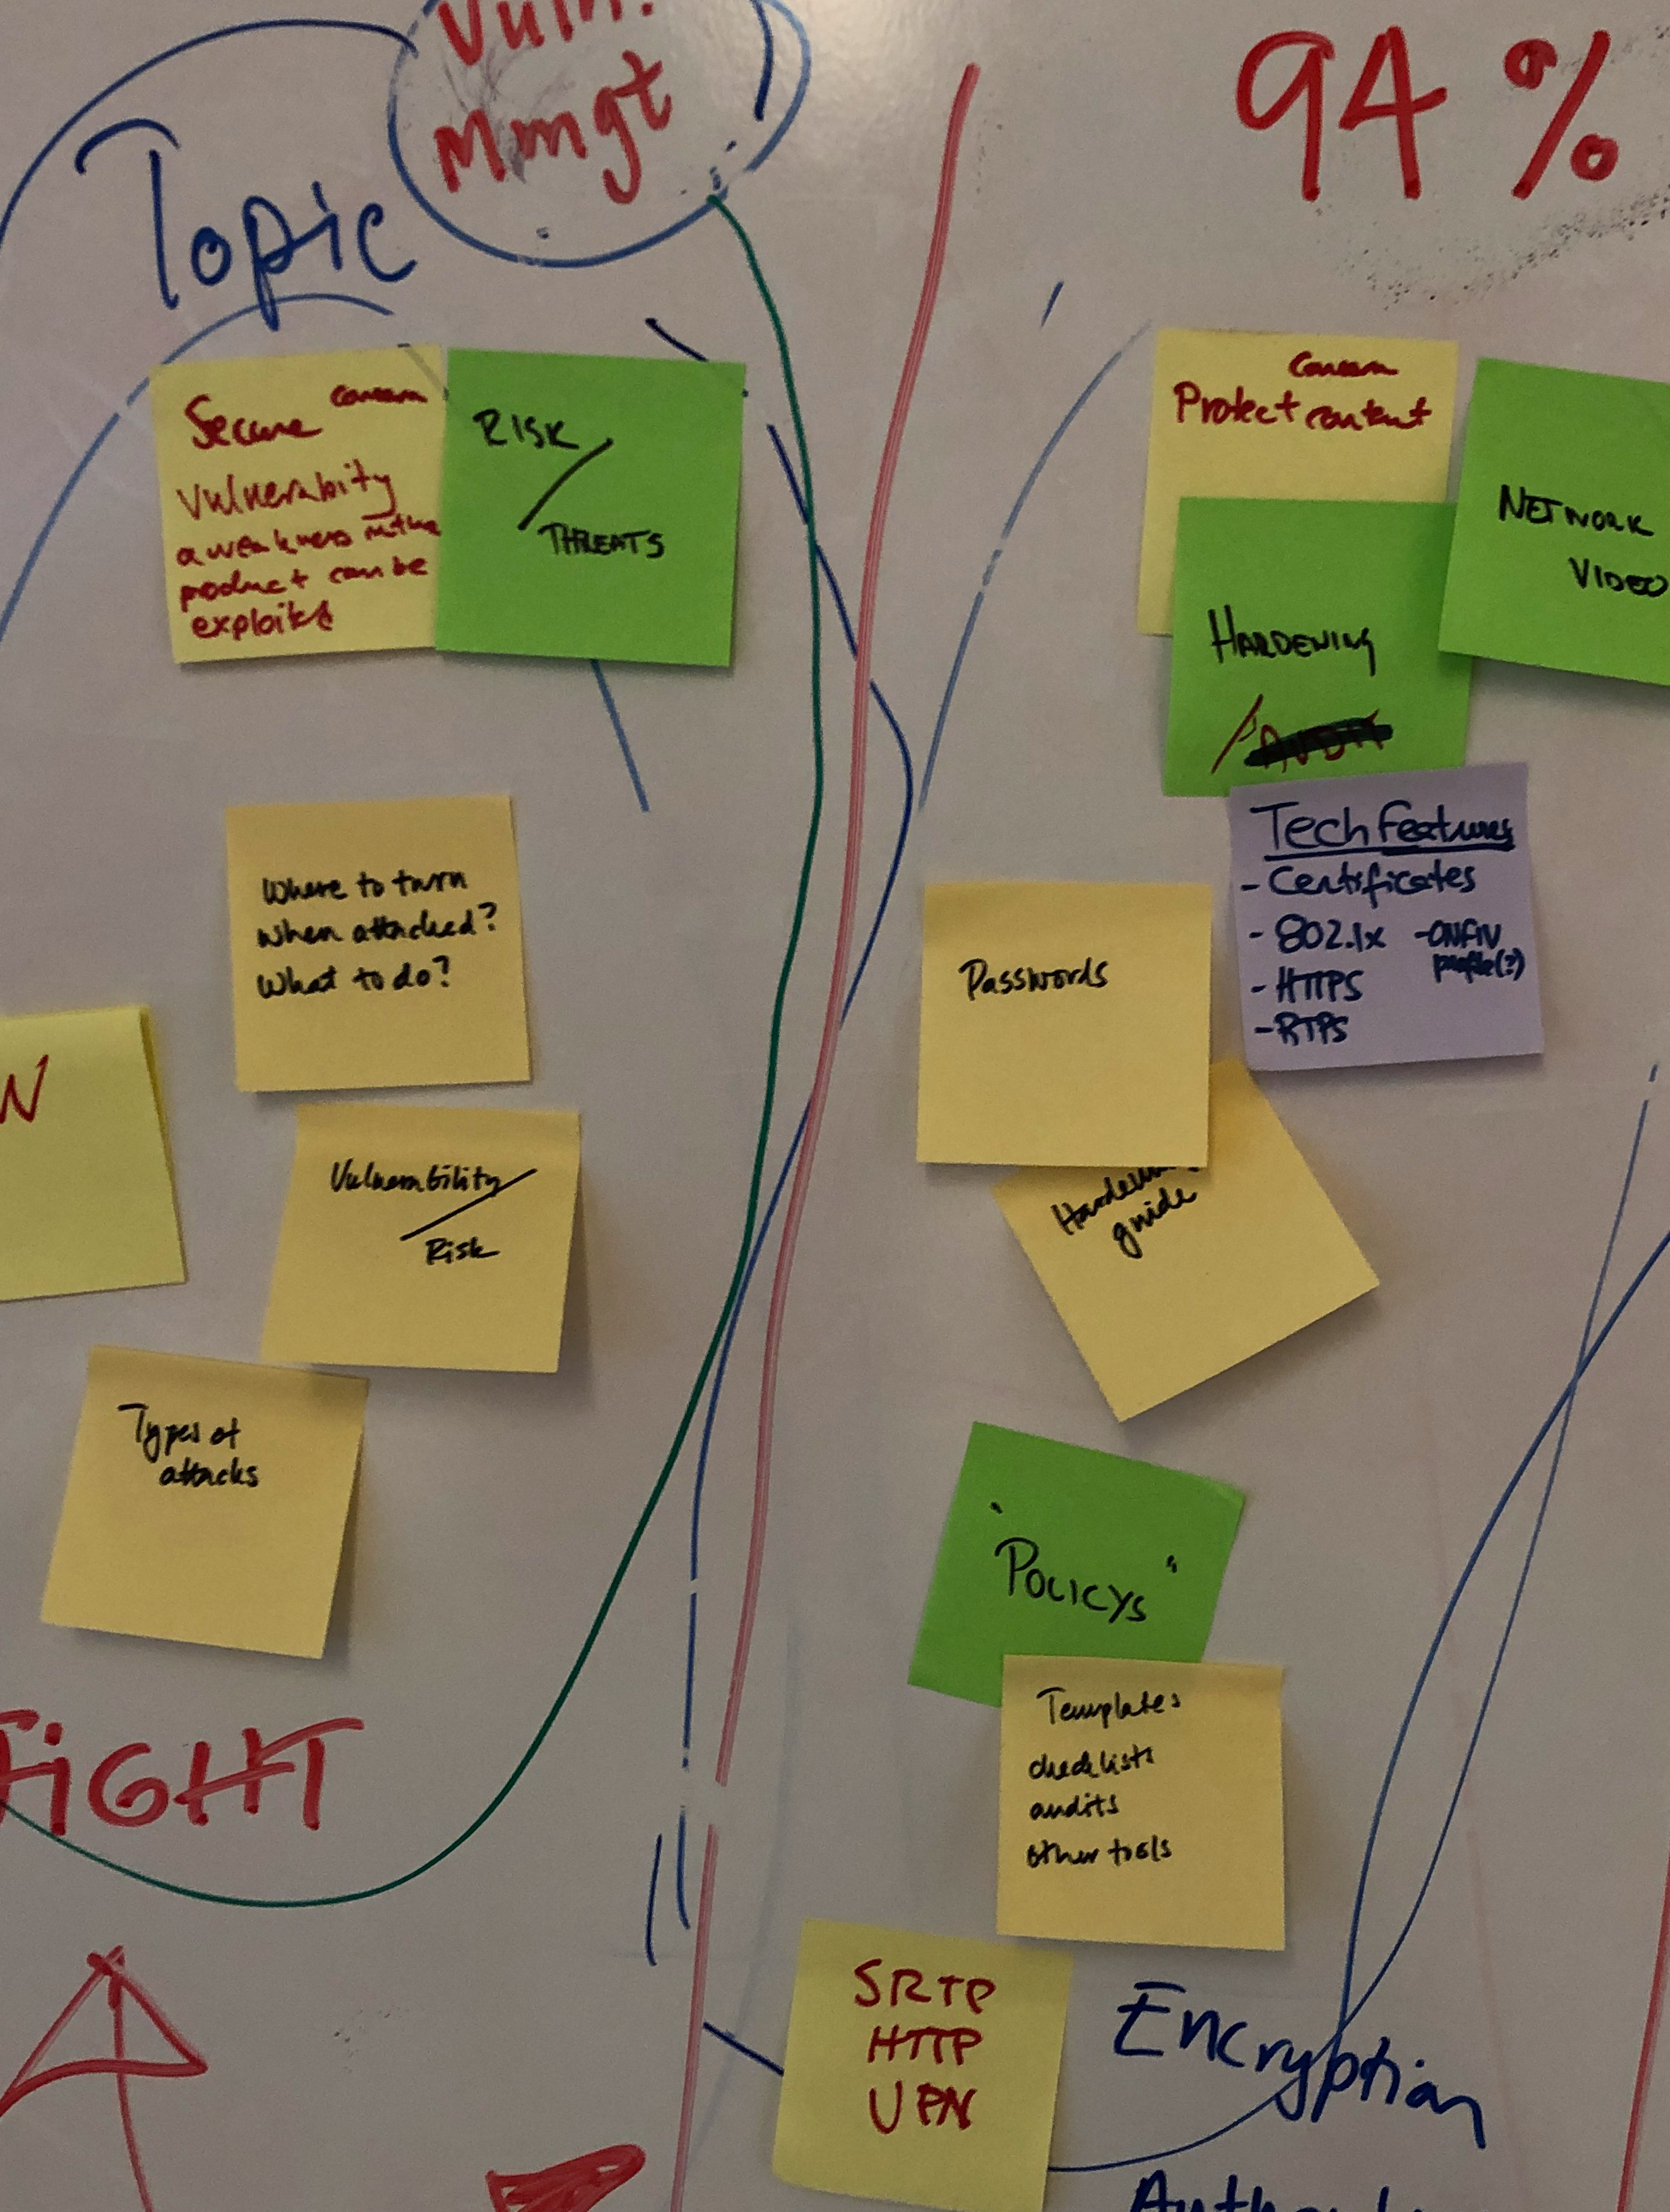 Vuln.
Mmgt
94 %
Topic
Secure concern
Vulnerabity
a weakness in the
product can be
exploited
RISK
/
THREATS
concern
Protect content
NETWORK
VIDEO
HARDENING
/
Tech Features
- Certificates
- 802.1x - ONFIV
profile(?)
- HTTPS
- RTPS
Where to turn
when attacked?
What to do?
Passwords
N
Vulnerability
/
Risk
Hardening
guide
Types of
attacks
"POLICYS"
Templates
checklists
audits
other tools
FIGHT
SRTP
HTTP
VPN
Encryption